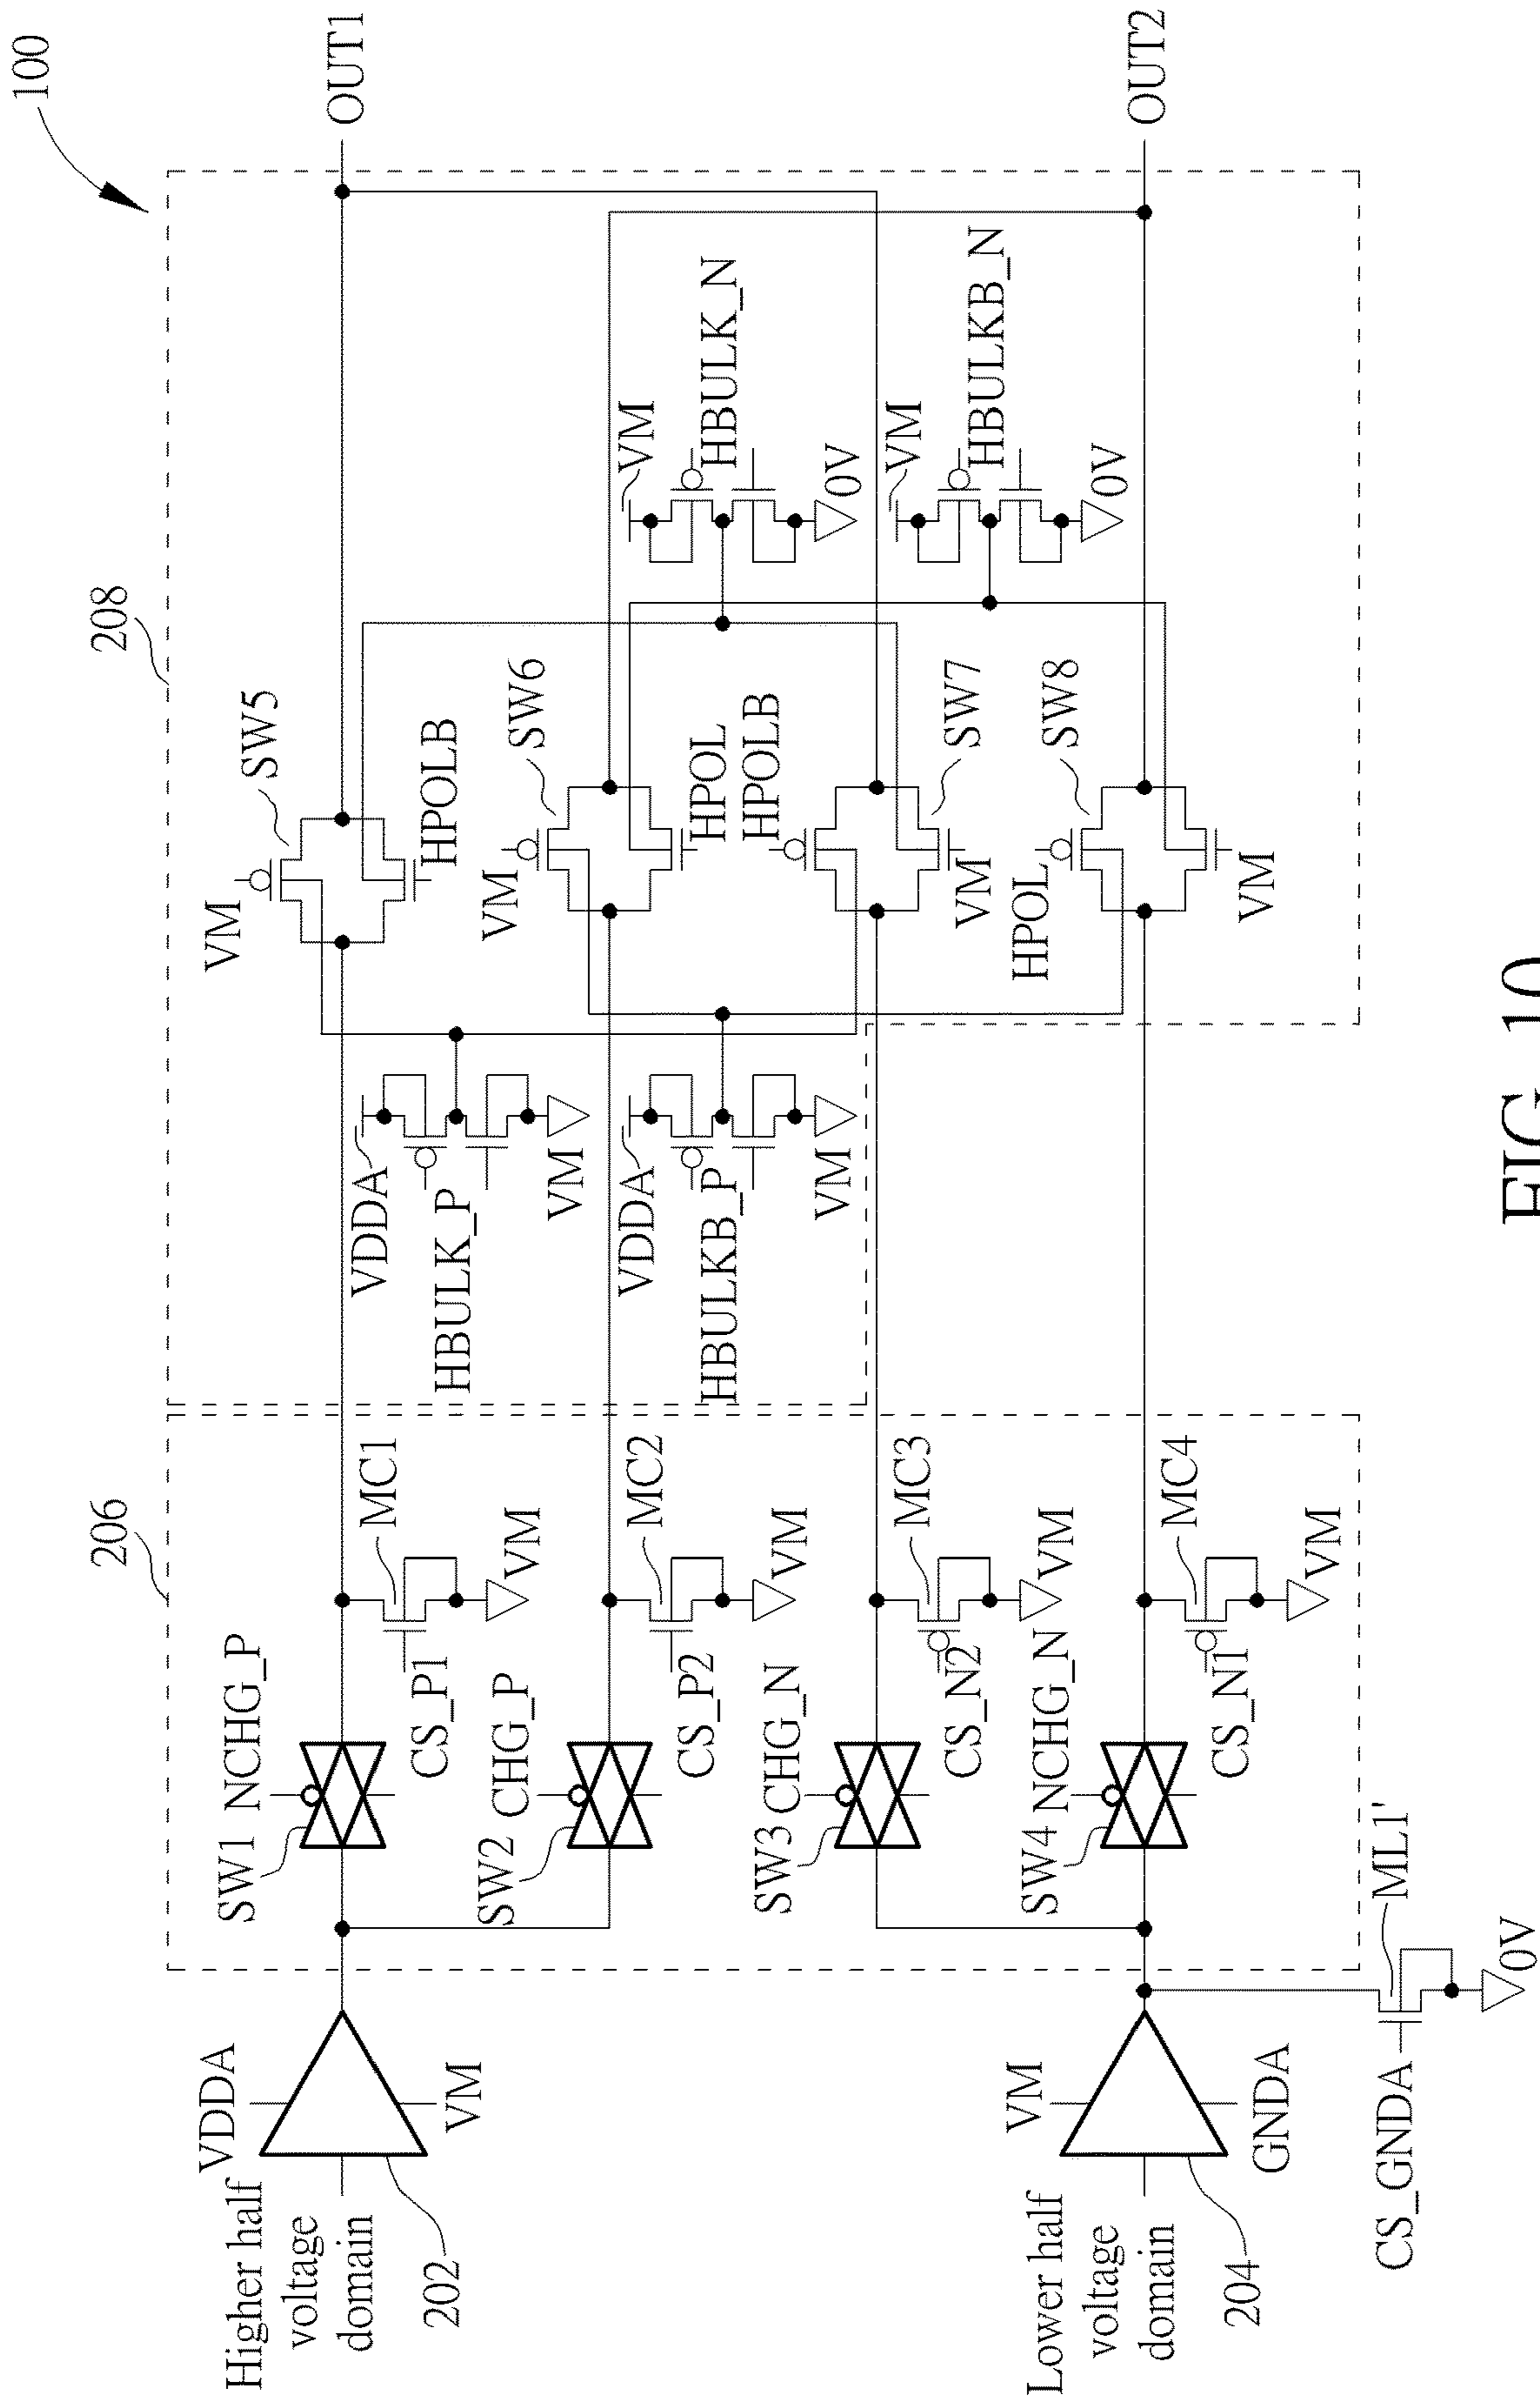 100
206
208
VDDA
Higher half
voltage
domain
VM
202
SW1
NCHG_P
MC1
CS_P1
VM
SW2
CHG_P
MC2
CS_P2
VM
VM
Lower half
voltage
domain
GNDA
204
SW3
CHG_N
MC3
CS_N2
VM
SW4
NCHG_N
MC4
CS_N1
VM
CS_GNDA
ML1'
0V
VDDA
HBULK_P
VM
VDDA
HBULKB_P
VM
VM
SW5
HPOLB
VM
SW6
HPOL
HPOLB
SW7
VM
HPOL
SW8
VM
VM
HBULK_N
0V
VM
HBULKB_N
0V
OUT1
OUT2
FIG. 10